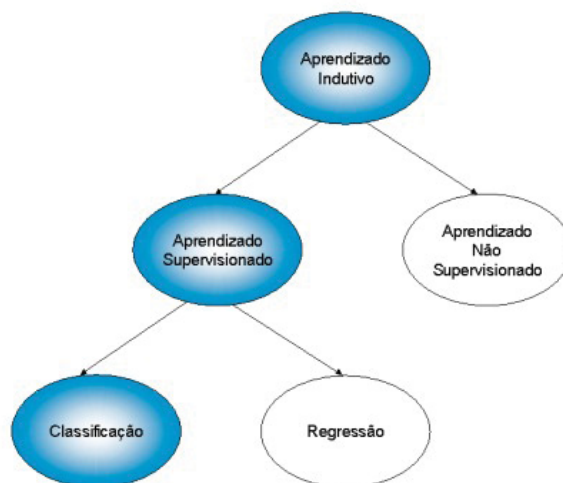 Aprendizado
Indutivo
Aprendizado
Supervisionado
Aprendizado
Não
Supervisionado
Classificação
Regressão